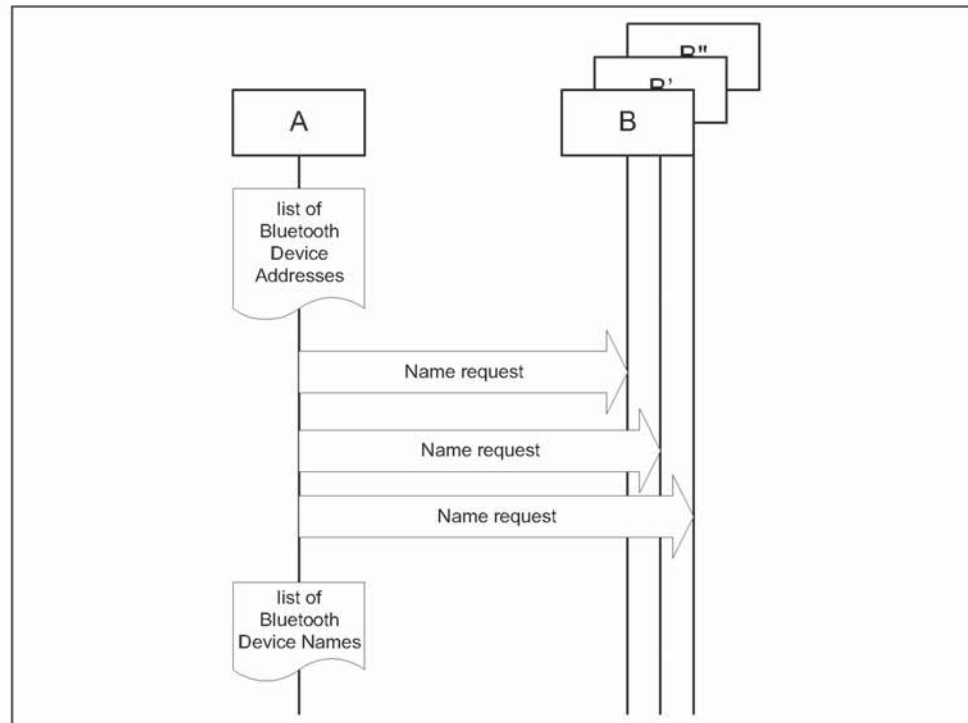 B"
B'
A
B
list of
Bluetooth
Device
Addresses
Name request
Name request
Name request
list of
Bluetooth
Device Names